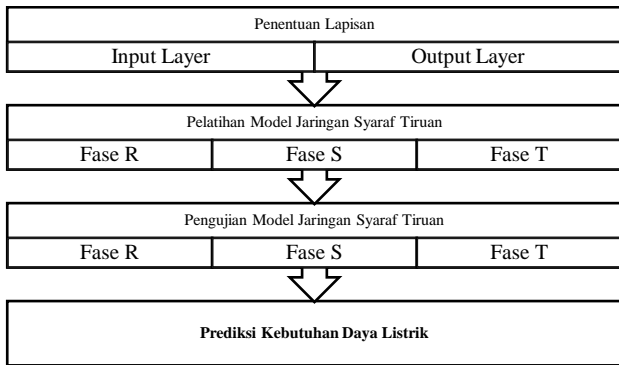 Penentuan Lapisan
Input Layer Output Layer
Pelatihan Model Jaringan Syaraf Tiruan
Fase R Fase S Fase T
Pengujian Model Jaringan Syaraf Tiruan
Fase R Fase S Fase T
Prediksi Kebutuhan Daya Listrik